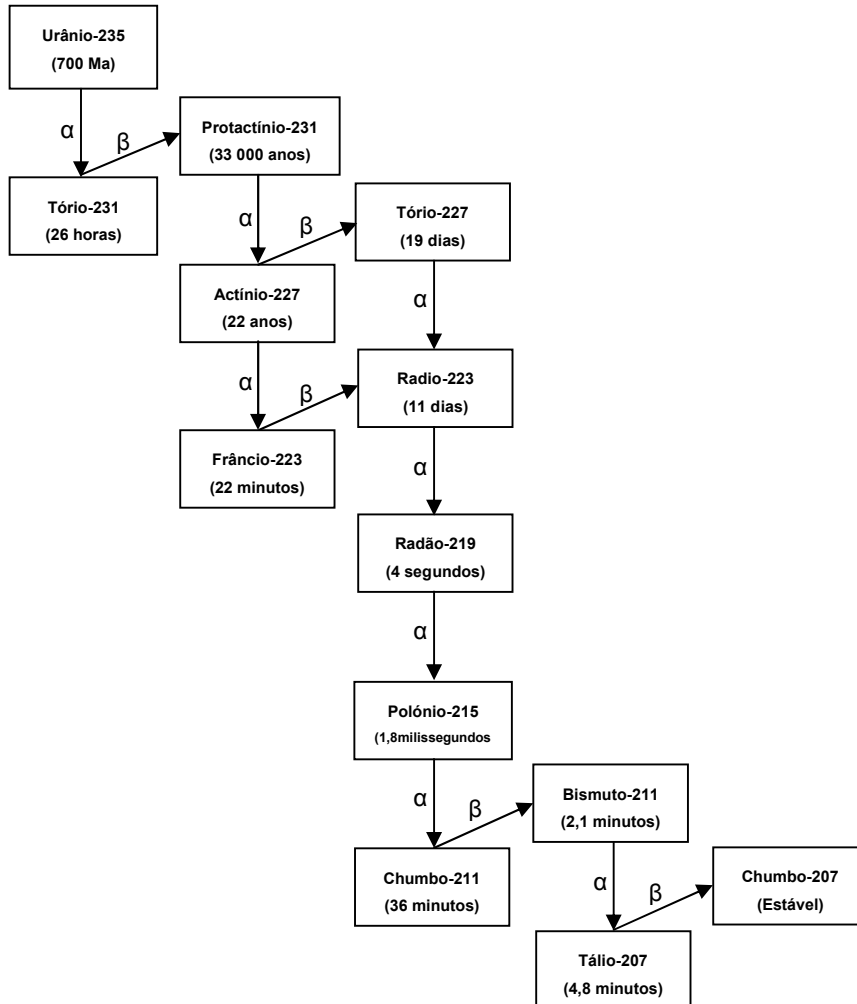 Urânio-235
(700 Ma)
α
β
Protactínio-231
(33 000 anos)
Tório-231
(26 horas)
α
β
Tório-227
(19 dias)
Actínio-227
(22 anos)
α
α
β
Radio-223
(11 dias)
Frâncio-223
(22 minutos)
α
Radão-219
(4 segundos)
α
Polónio-215
(1,8milissegundos
α
β
Bismuto-211
(2,1 minutos)
Chumbo-211
(36 minutos)
α
β
Chumbo-207
(Estável)
Tálio-207
(4,8 minutos)